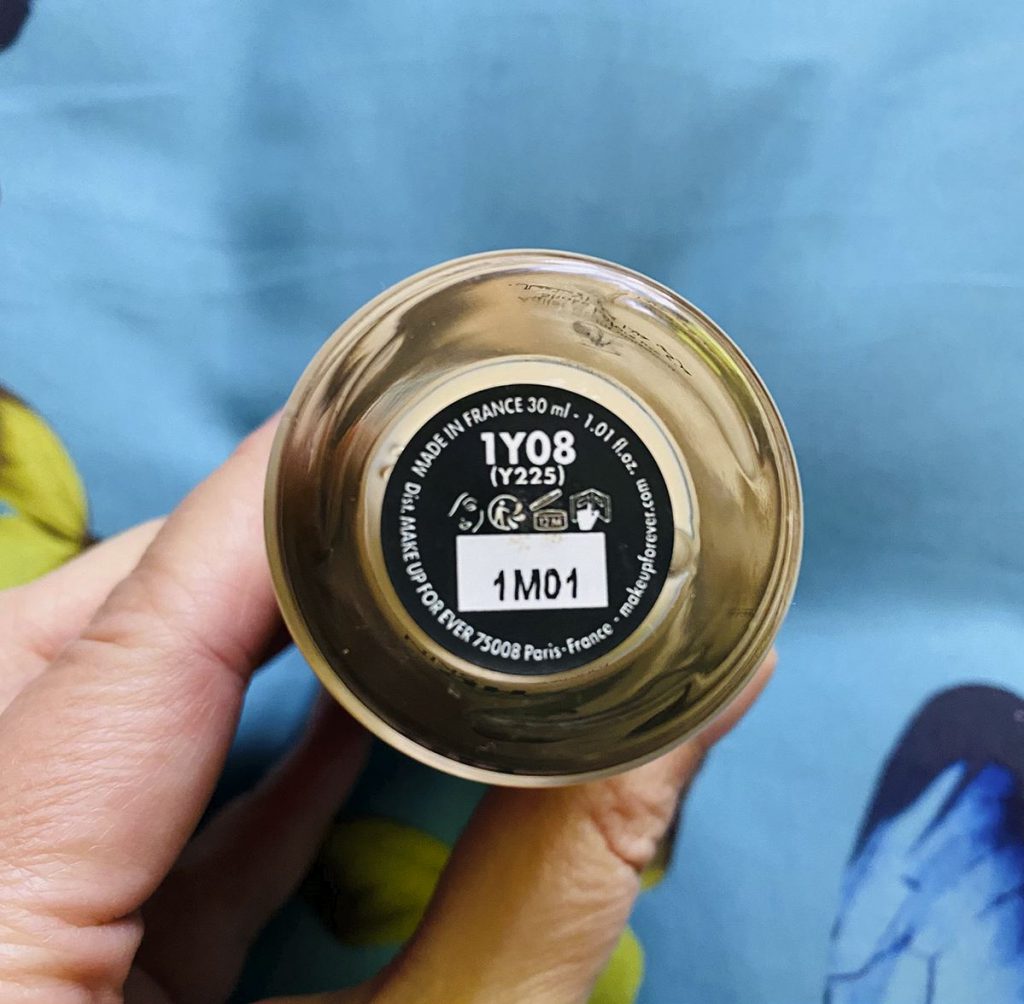 MADE IN FRANCE 30 ml - 1.01 fl.oz.
1Y08
(Y225)
12 M
1M01
Dist. MAKE UP FOR EVER 75008 Paris-France - makeupforever.com